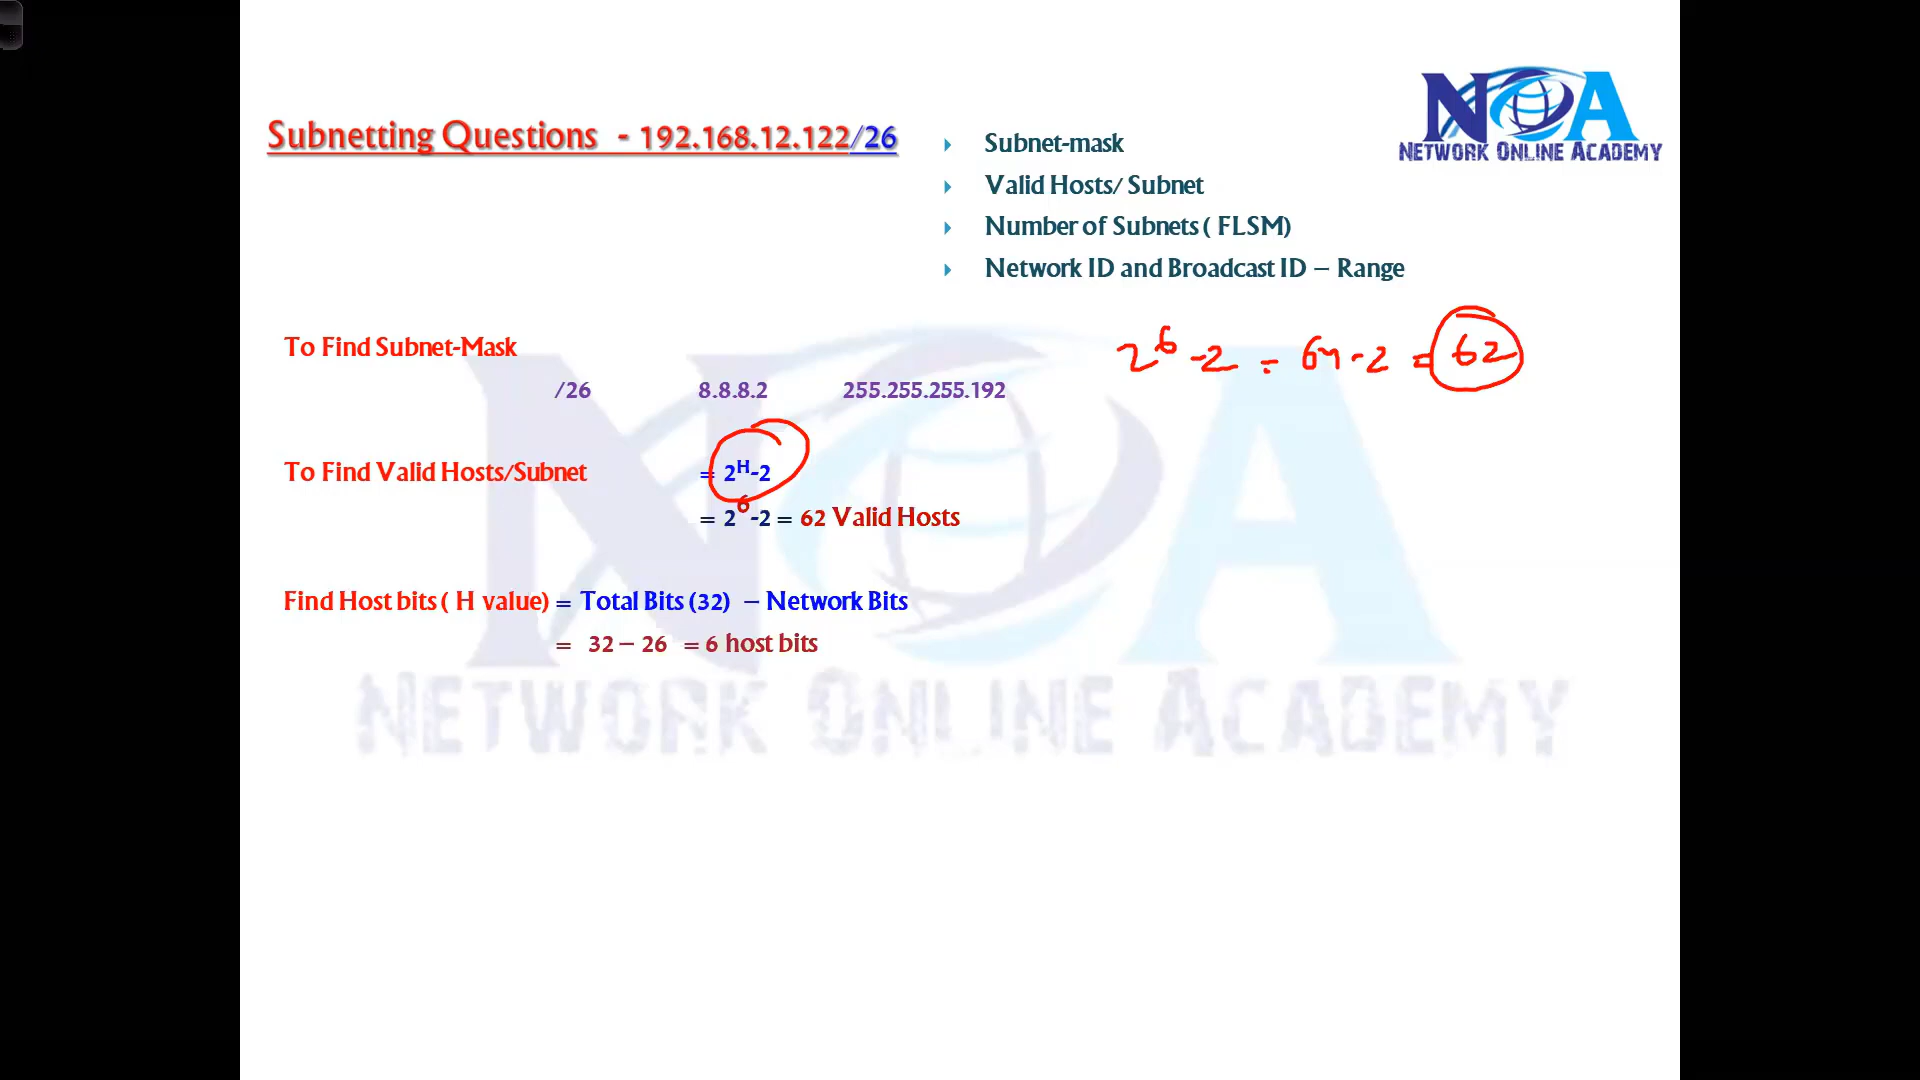 Subnetting Questions - 192.168.12.122/26
Subnet-mask
Valid Hosts/ Subnet
Number of Subnets ( FLSM)
Network ID and Broadcast ID – Range
NOA
NETWORK ONLINE ACADEMY
To Find Subnet-Mask
/26 8.8.8.2 255.255.255.192
2⁶ -2 = 64 - 2 = 62
To Find Valid Hosts/Subnet = 2ᴴ-2
= 2⁶-2 = 62 Valid Hosts
Find Host bits ( H value) = Total Bits (32) – Network Bits
= 32 – 26 = 6 host bits
NOA
NETWORK ONLINE ACADEMY